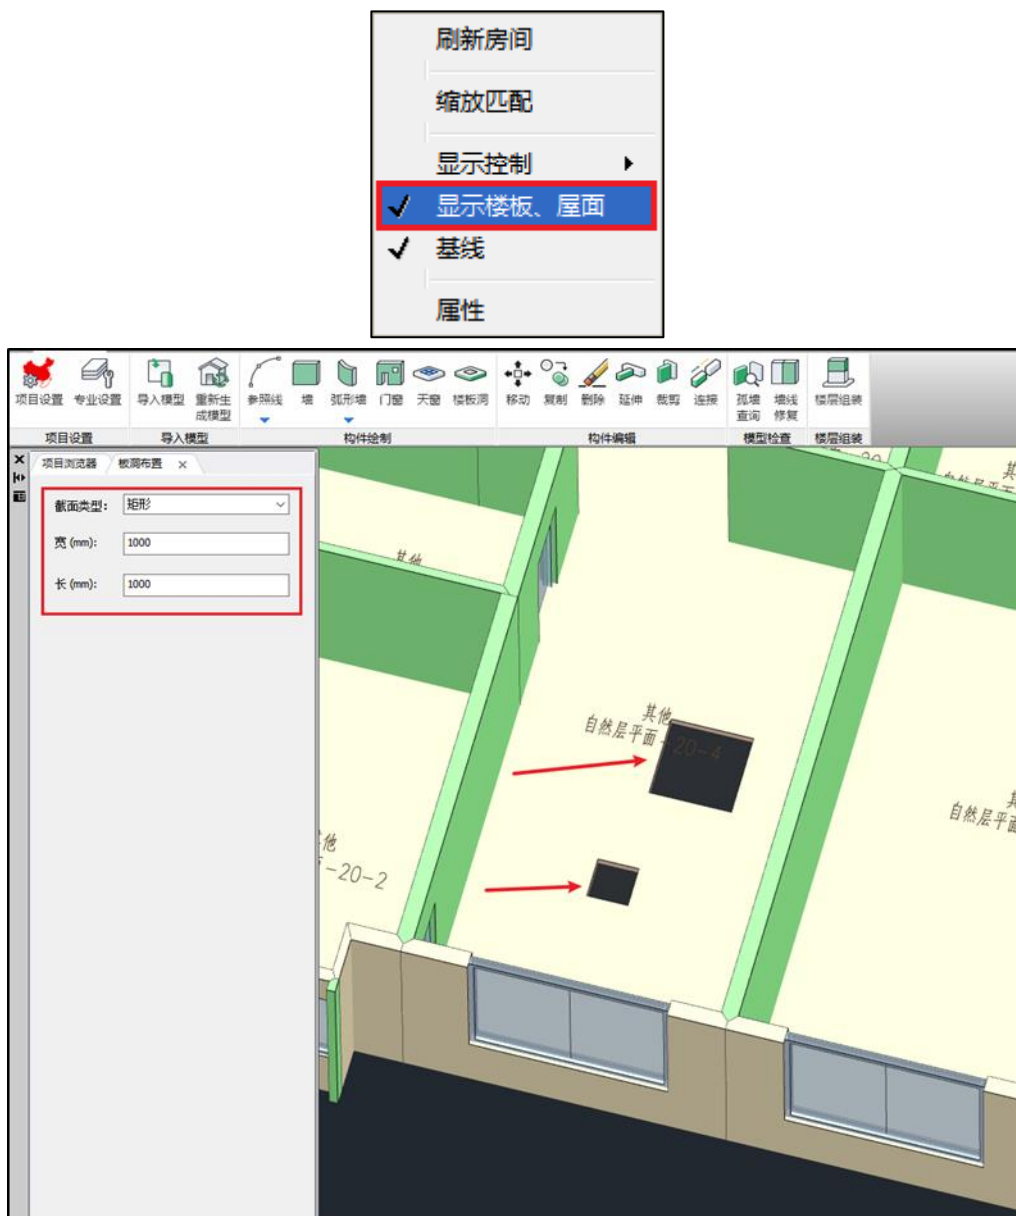 刷新房间
缩放匹配
显示控制
显示楼板、屋面
基线
属性
项目设置 专业设置 导入模型 重新生成模型 参照线 墙 弧形墙 门窗 天窗 楼板洞 移动 复制 删除 延伸 裁剪 连接 孤墙查询 墙线修复 楼层组装
项目设置 导入模型 构件绘制 构件编辑 模型检查 楼层组装
项目浏览器 板洞布置
截面类型: 矩形
宽 (mm): 1000
长 (mm): 1000
其他
其他
自然层平面-20-4
自然层平面
他
-20-2